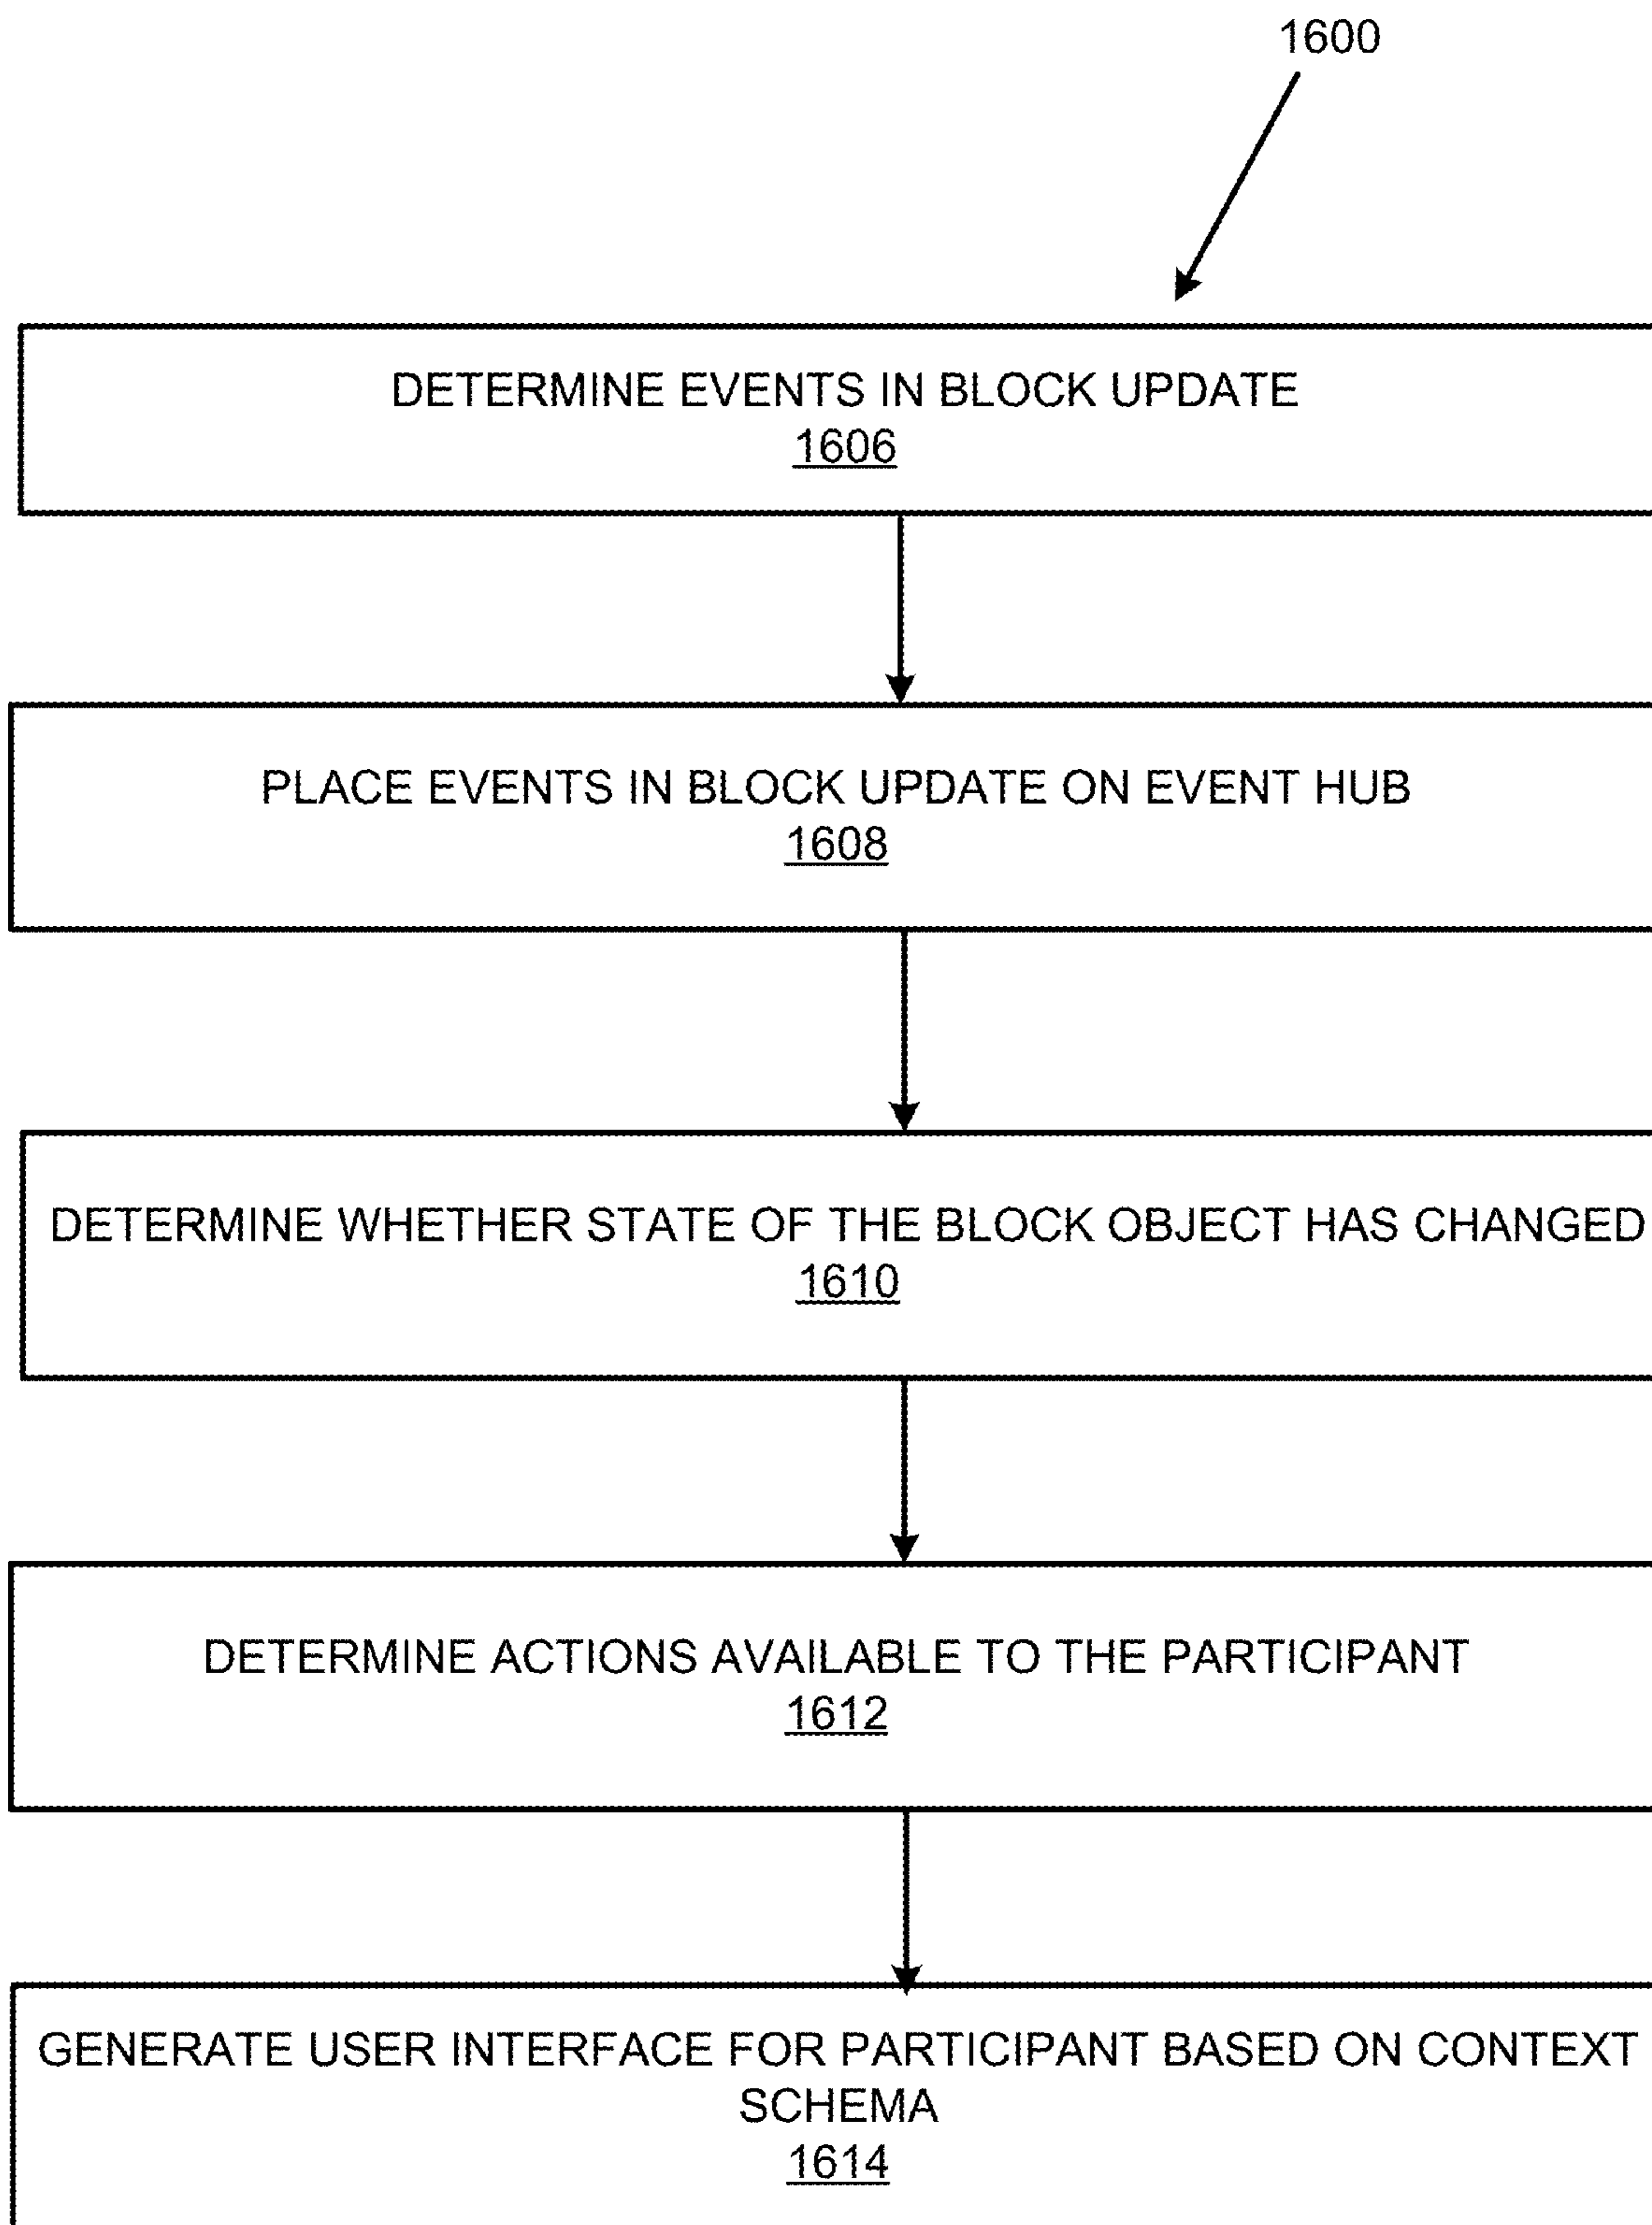 1600
DETERMINE EVENTS IN BLOCK UPDATE
1606
PLACE EVENTS IN BLOCK UPDATE ON EVENT HUB
1608
DETERMINE WHETHER STATE OF THE BLOCK OBJECT HAS CHANGED
1610
DETERMINE ACTIONS AVAILABLE TO THE PARTICIPANT
1612
GENERATE USER INTERFACE FOR PARTICIPANT BASED ON CONTEXT
SCHEMA
1614